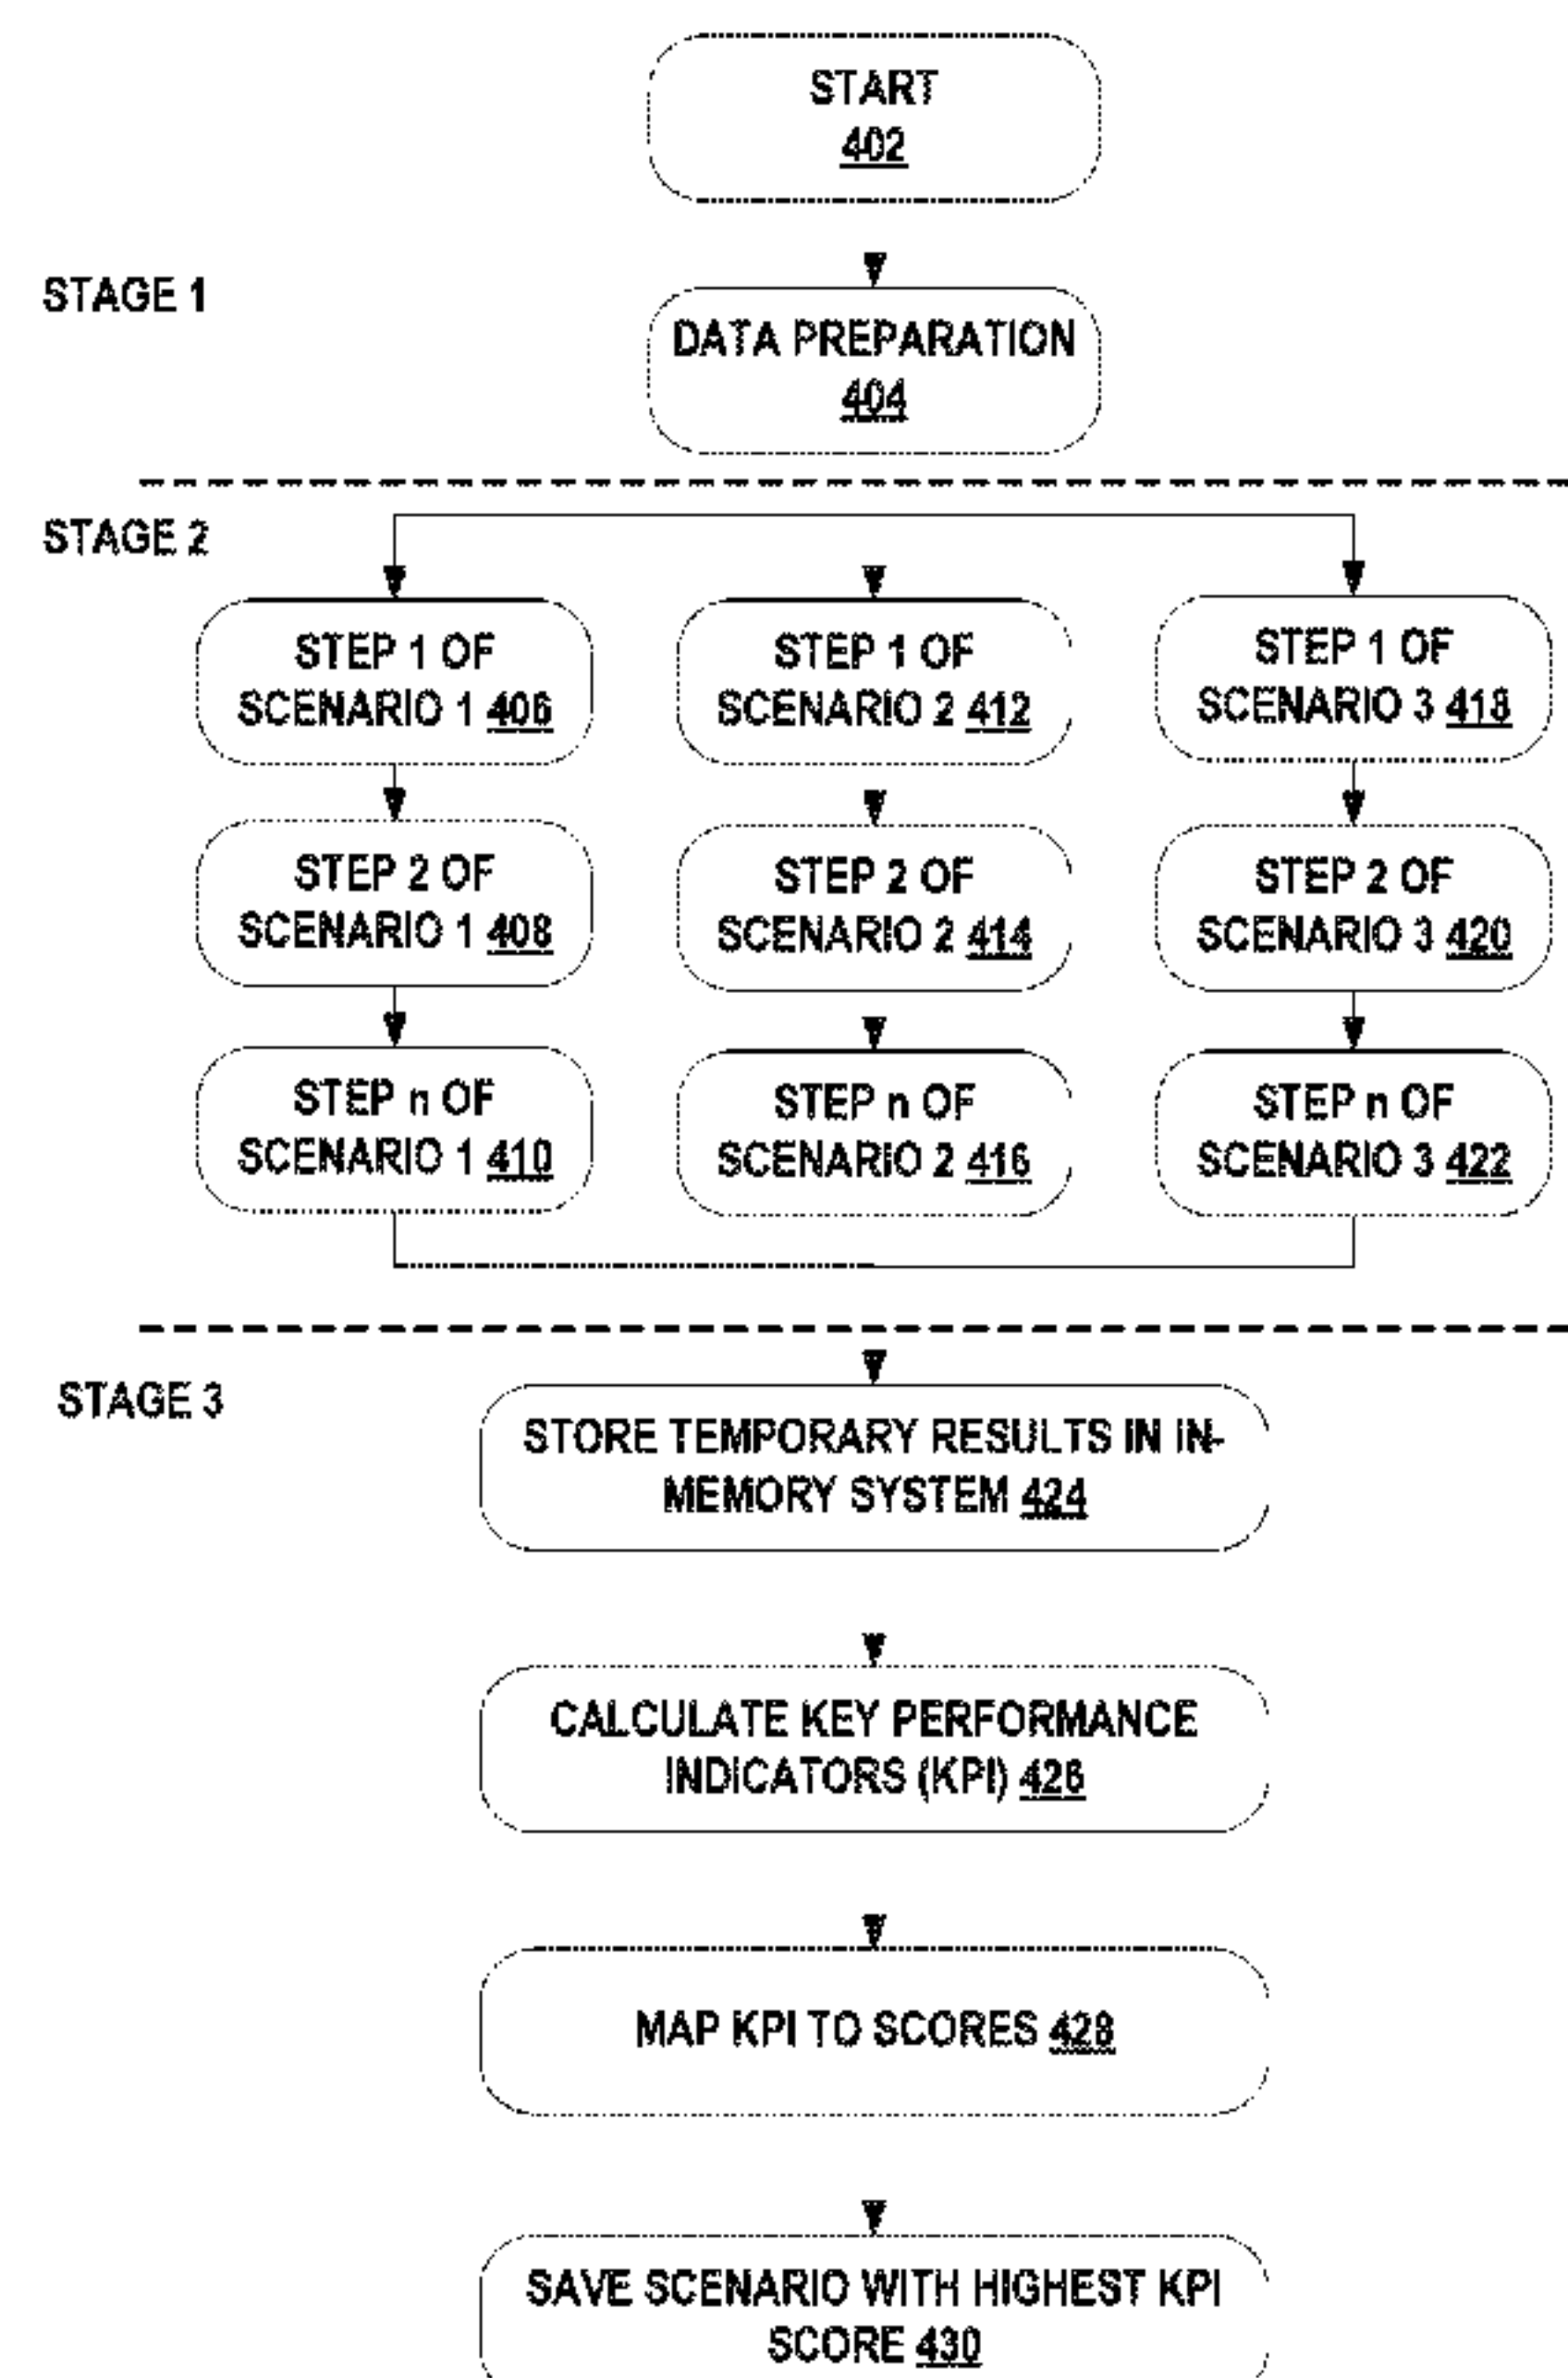 START
402
STAGE 1
DATA PREPARATION
404
STAGE 2
STEP 1 OF
SCENARIO 1 406
STEP 1 OF
SCENARIO 2 412
STEP 1 OF
SCENARIO 3 418
STEP 2 OF
SCENARIO 1 408
STEP 2 OF
SCENARIO 2 414
STEP 2 OF
SCENARIO 3 420
STEP n OF
SCENARIO 1 410
STEP n OF
SCENARIO 2 416
STEP n OF
SCENARIO 3 422
STAGE 3
STORE TEMPORARY RESULTS IN IN-
MEMORY SYSTEM 424
CALCULATE KEY PERFORMANCE
INDICATORS (KPI) 426
MAP KPI TO SCORES 428
SAVE SCENARIO WITH HIGHEST KPI
SCORE 430